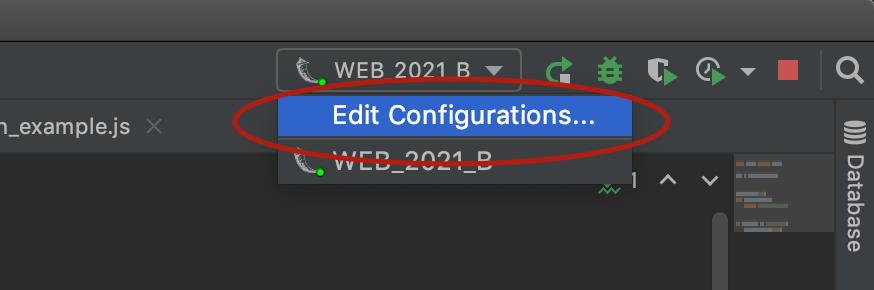 WEB_2021_B
n_example.js
Edit Configurations...
WEB_2021_B
1
Database